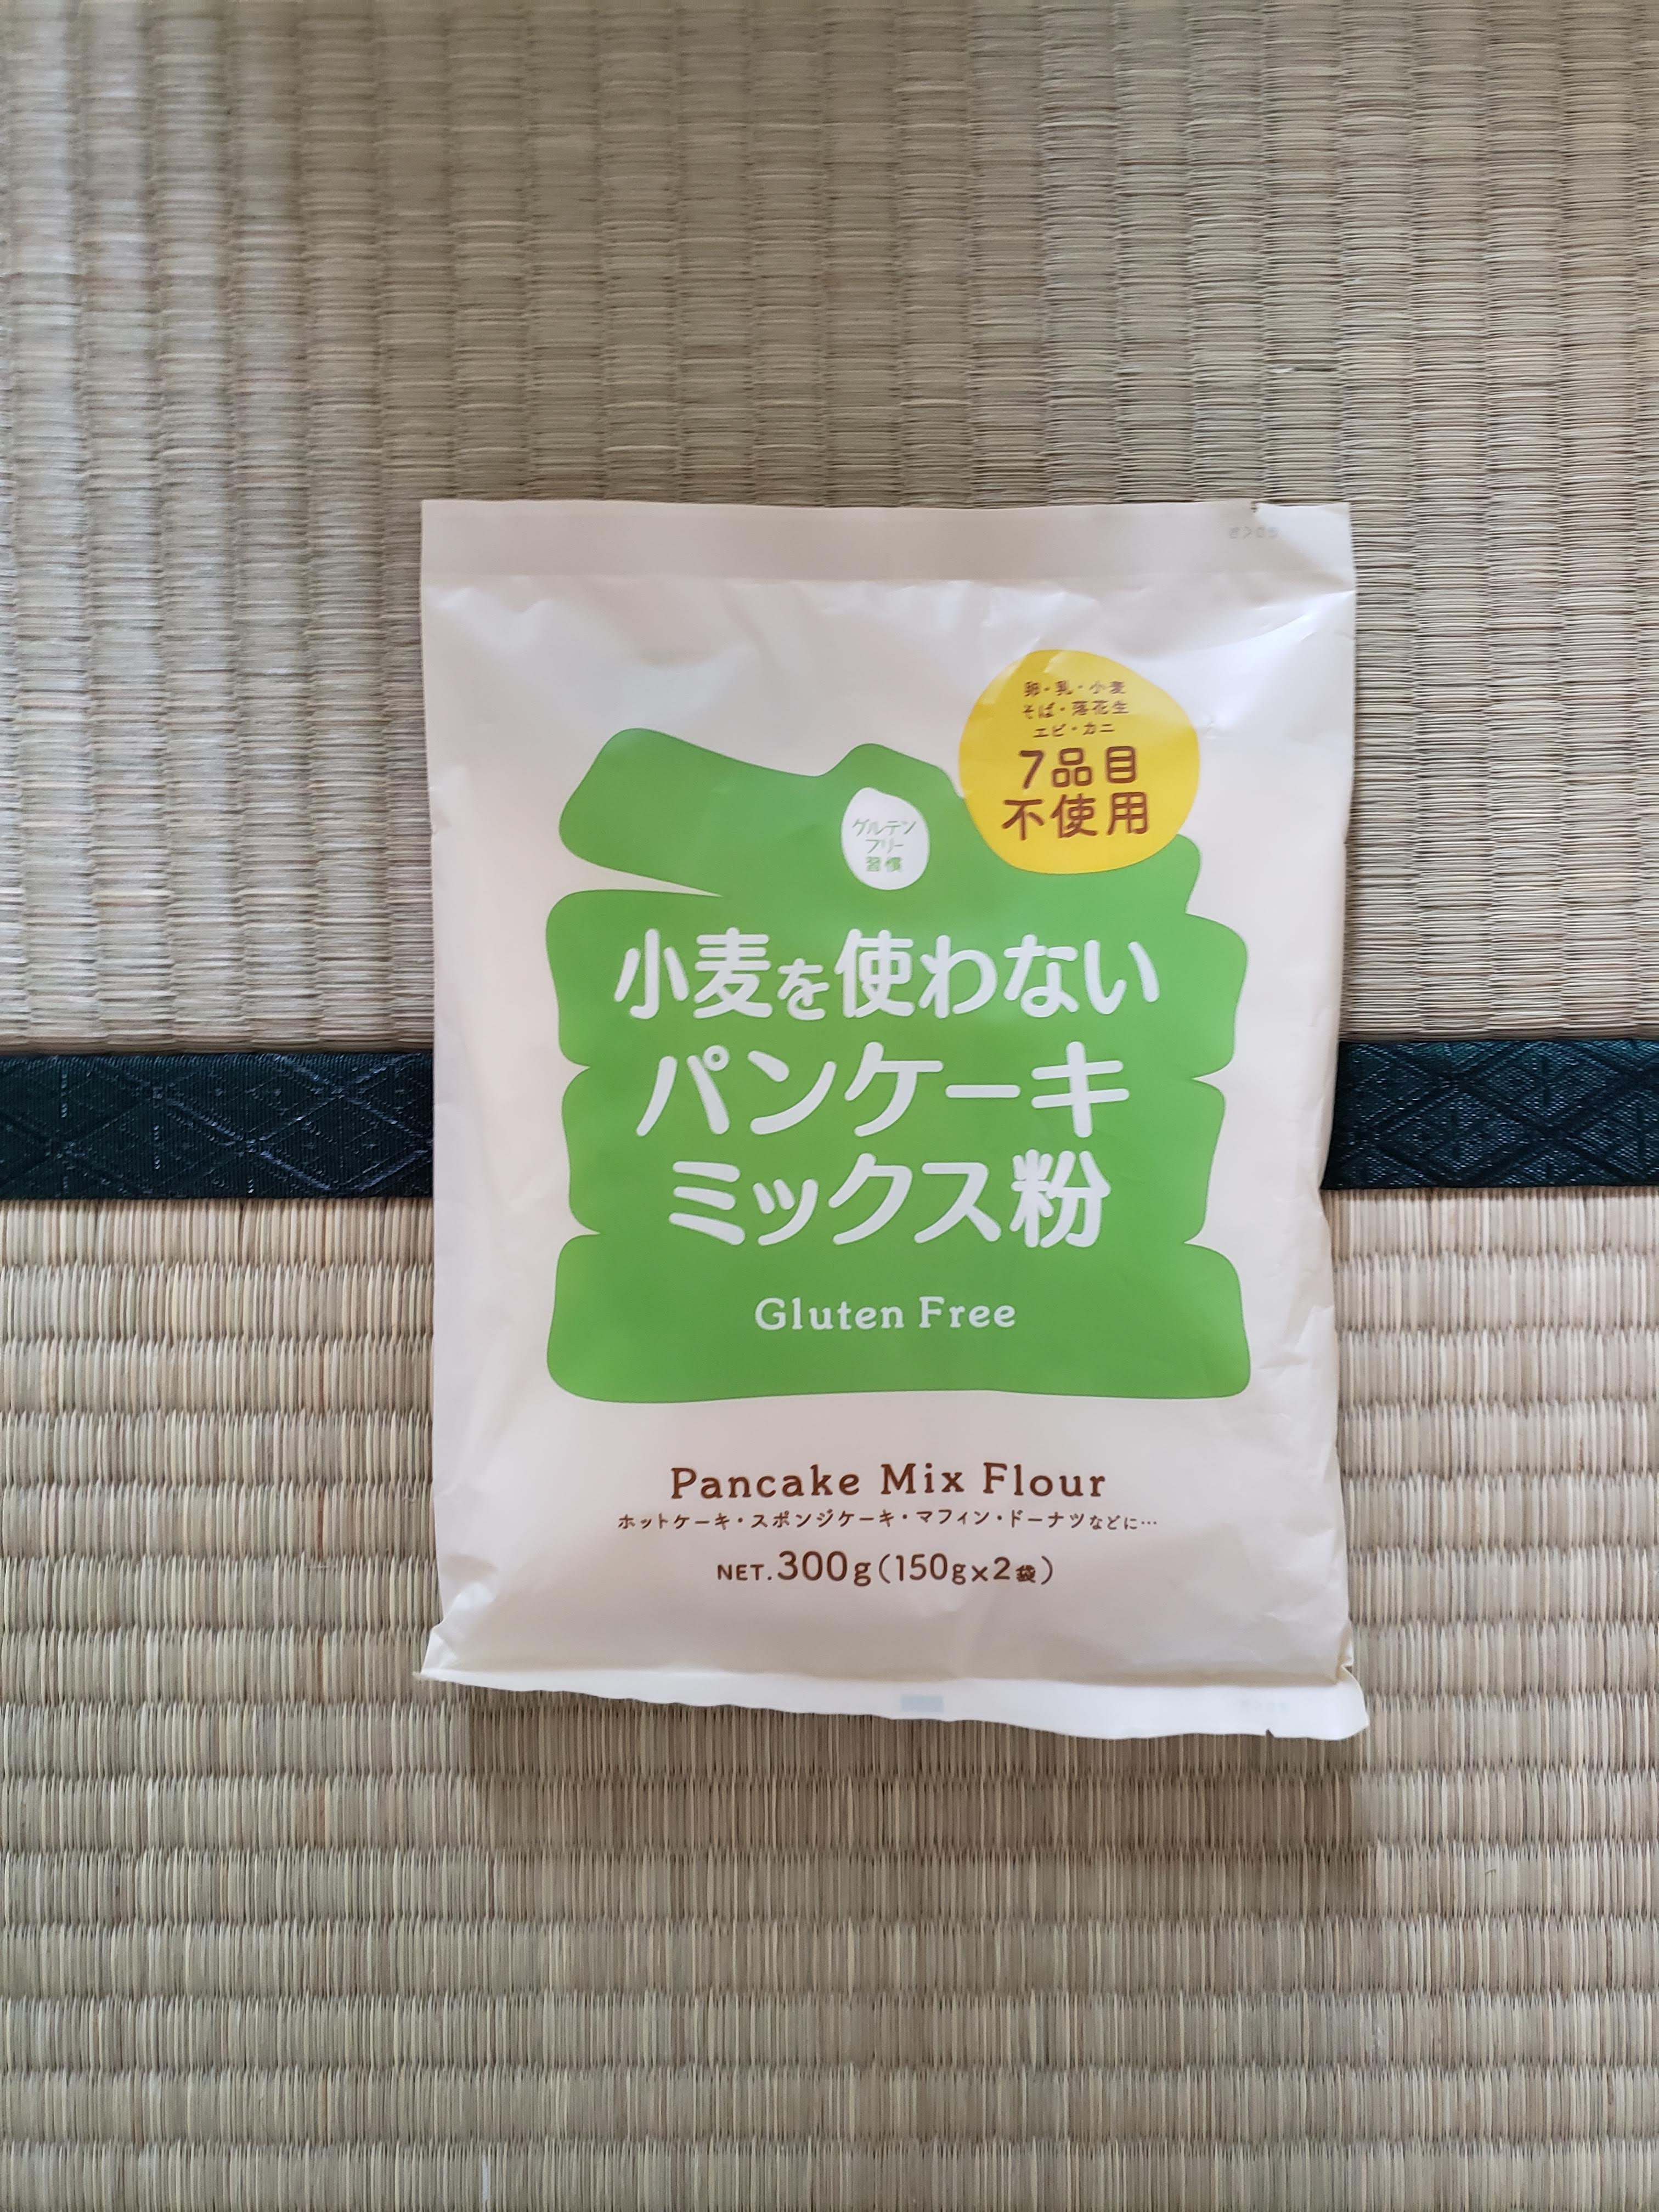 卵・乳・小麦
そば・落花生
エビ・カニ
7品目
不使用
グルテン
フリー
習慣
小麦を使わない
パンケーキ
ミックス粉
Gluten Free
Pancake Mix Flour
ホットケーキ・スポンジケーキ・マフィン・ドーナツなどに…
NET.300g(150g×2袋)